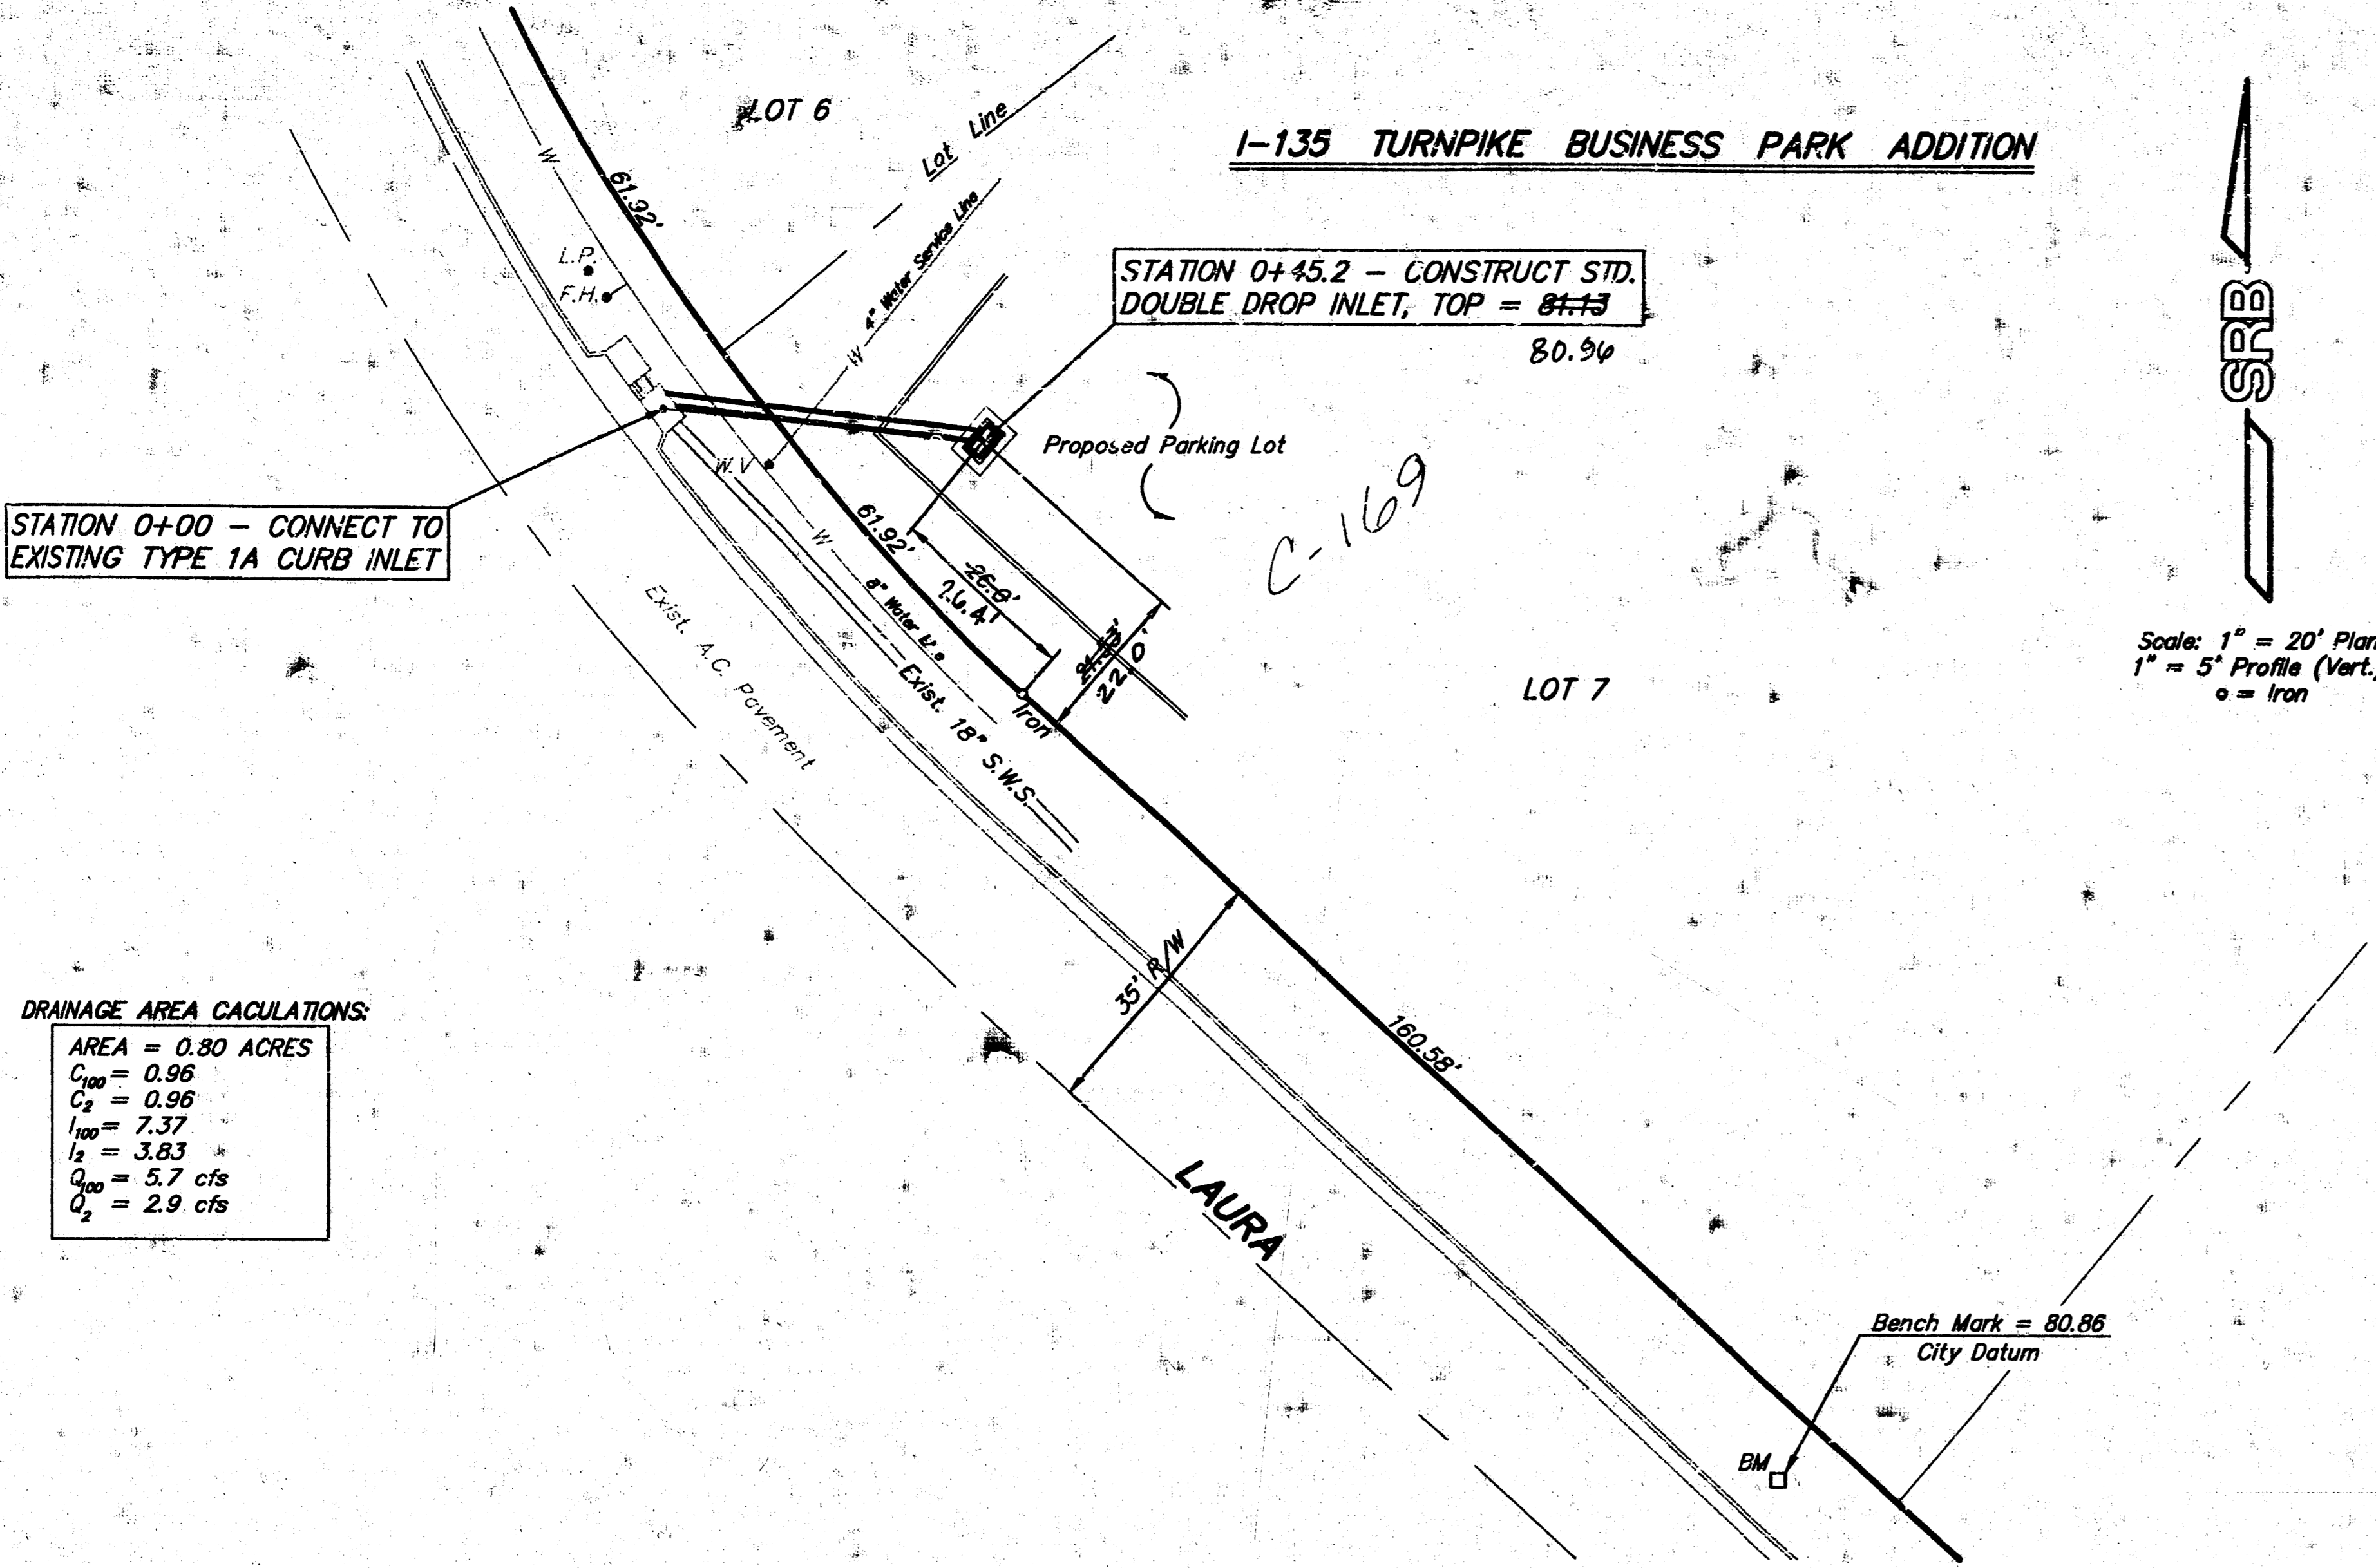 LOT 6
Lot Line
I-135 TURNPIKE BUSINESS PARK ADDITION
61.92'
W
L.P.
F.H.
4" Water Service Line
W
STATION 0+45.2 - CONSTRUCT STD.
DOUBLE DROP INLET, TOP = 81.13
80.96
SRB
Proposed Parking Lot
W.V
C-169
STATION 0+00 - CONNECT TO
EXISTING TYPE 1A CURB INLET
61.92'
W
26.0'
26.41
8" Water
22.0'
Exist. A.C. Pavement
Exist. 18" S.W.S.
Iron
LOT 7
Scale: 1" = 20' Plan
1" = 5' Profile (Vert.)
o = Iron
35' R/W
160.58'
DRAINAGE AREA CACULATIONS:
AREA = 0.80 ACRES
C100 = 0.96
C2 = 0.96
I100 = 7.37
I2 = 3.83
Q100 = 5.7 cfs
Q2 = 2.9 cfs
LAURA
Bench Mark = 80.86
City Datum
BM